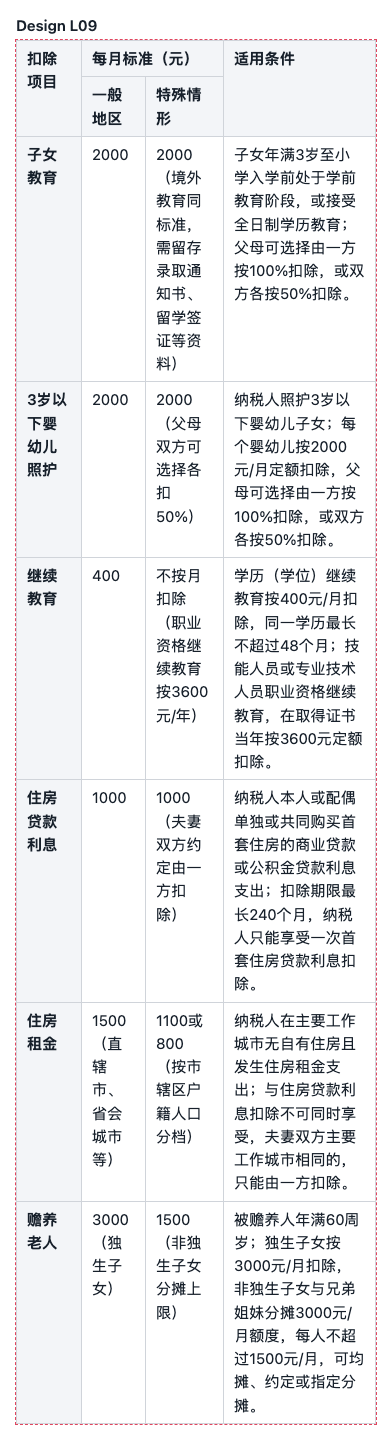 Design L09
扣除
项目
每月标准（元）
适用条件
一般
地区
特殊情
形
子女
教育
2000
2000
（境外
教育同
标准，
需留存
录取通
知书、
留学签
证等资
料）
子女年满3岁至小
学入学前处于学前
教育阶段，或接受
全日制学历教育；
父母可选择由一方
按100%扣除，或双
方各按50%扣除。
3岁以
下婴
幼儿
照护
2000
2000
（父母
双方可
选择各
扣
50%）
纳税人照护3岁以
下婴幼儿子女；每
个婴幼儿按2000
元/月定额扣除，父
母可选择由一方按
100%扣除，或双方
各按50%扣除。
继续
教育
400
不按月
扣除
（职业
资格继
续教育
按3600
元/年）
学历（学位）继续
教育按400元/月扣
除，同一学历最长
不超过48个月；技
能人员或专业技术
人员职业资格继续
教育，在取得证书
当年按3600元定额
扣除。
住房
贷款
利息
1000
1000
（夫妻
双方约
定由一
方扣
除）
纳税人本人或配偶
单独或共同购买首
套住房的商业贷款
或公积金贷款利息
支出；扣除期限最
长240个月，纳税
人只能享受一次首
套住房贷款利息扣
除。
住房
租金
1500
（直
辖
市、
省会
城市
等）
1100或
800
（按市
辖区户
籍人口
分档）
纳税人在主要工作
城市无自有住房且
发生住房租金支
出；与住房贷款利
息扣除不可同时享
受，夫妻双方主要
工作城市相同的，
只能由一方扣除。
赡养
老人
3000
（独
生子
女）
1500
（非独
生子女
分摊上
限）
被赡养人年满60周
岁；独生子女按
3000元/月扣除，
非独生子女与兄弟
姐妹分摊3000元/
月额度，每人不超
过1500元/月，可均
摊、约定或指定分
摊。